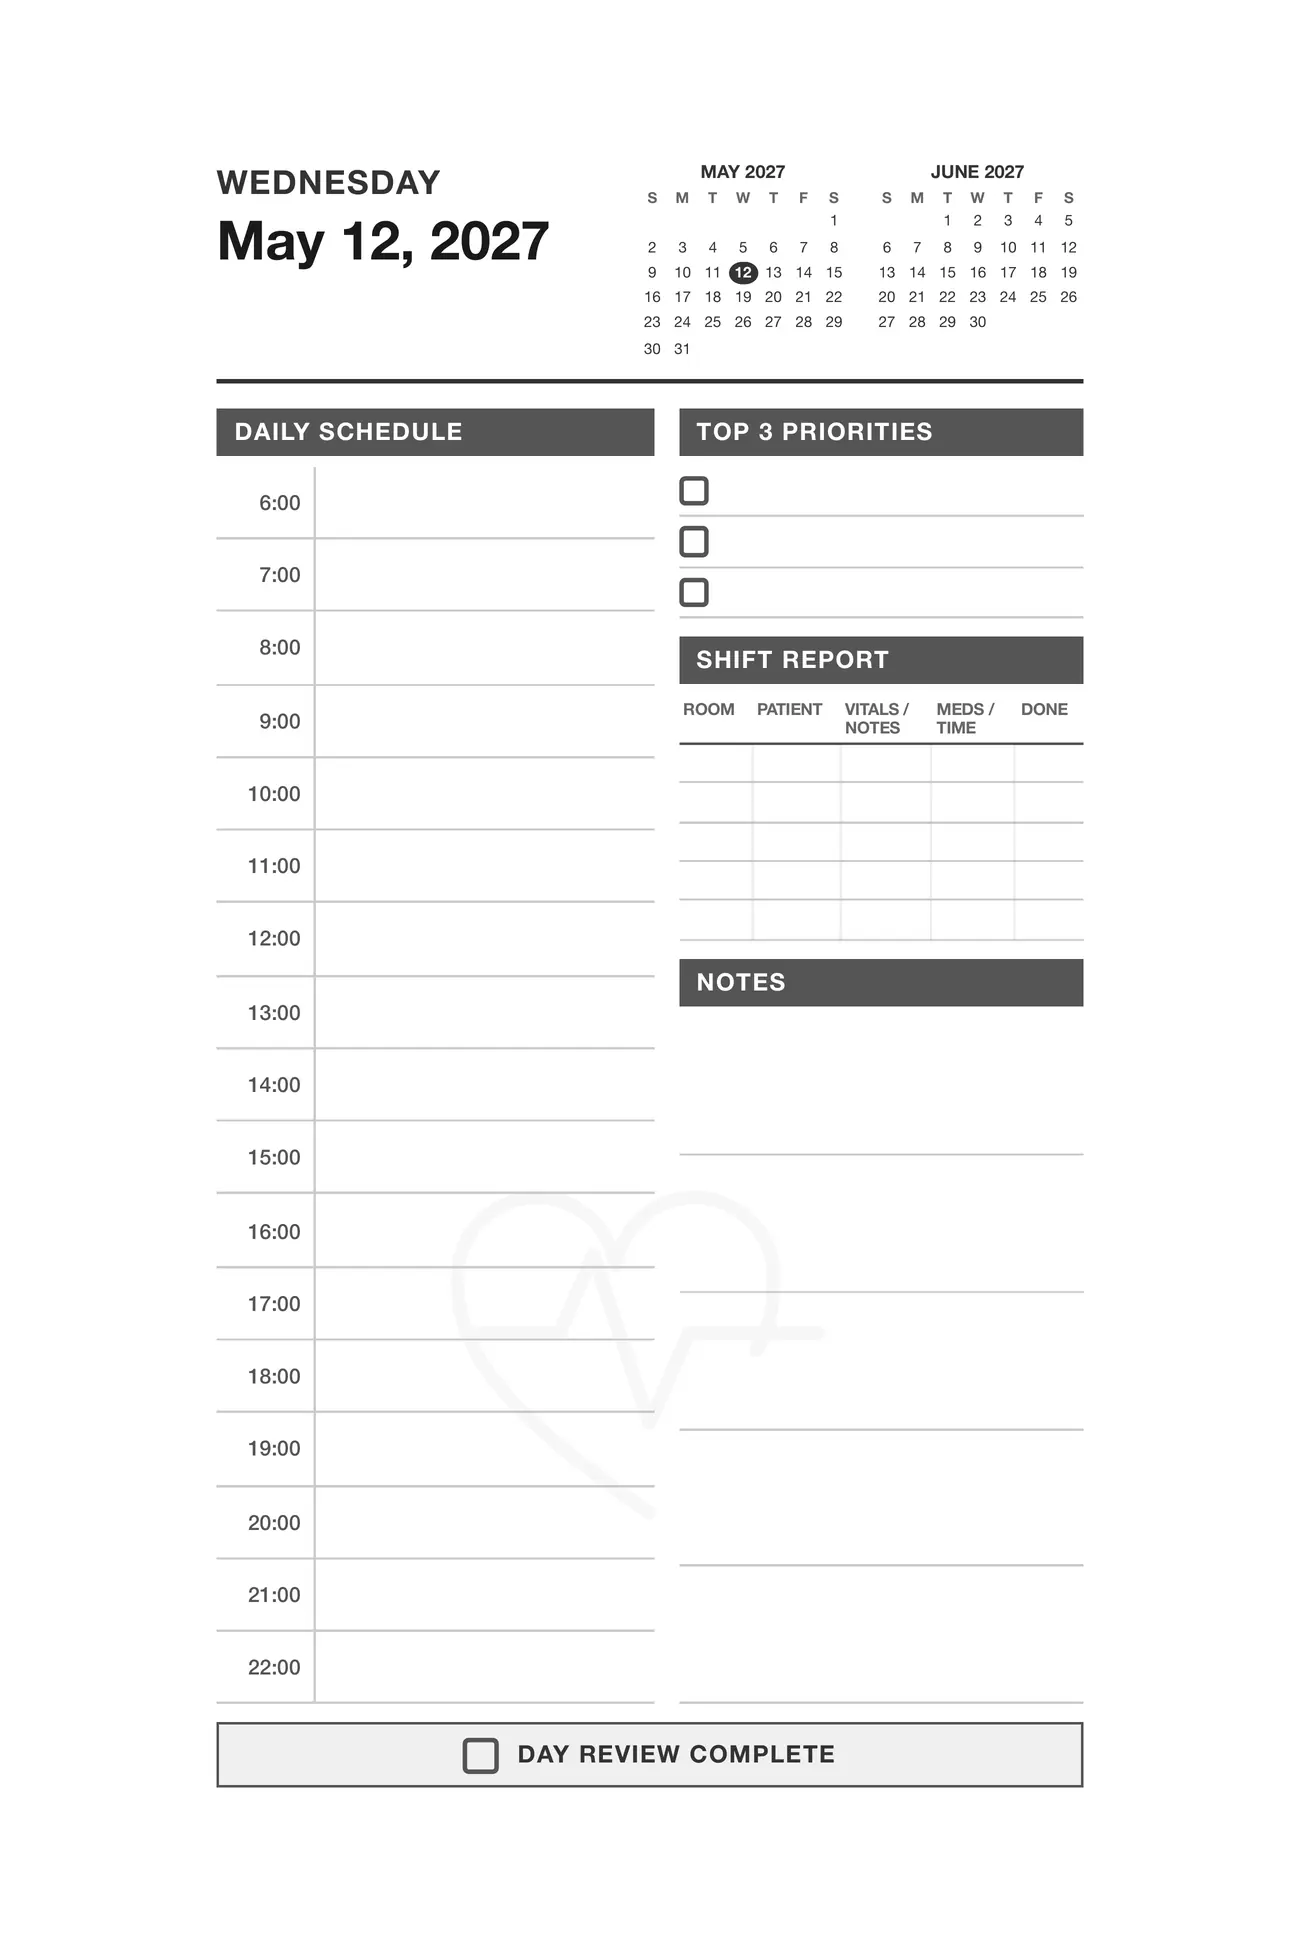 WEDNESDAY
May 12, 2027
MAY 2027
S M T W T F S
1
2 3 4 5 6 7 8
9 10 11 12 13 14 15
16 17 18 19 20 21 22
23 24 25 26 27 28 29
30 31
JUNE 2027
S M T W T F S
1 2 3 4 5
6 7 8 9 10 11 12
13 14 15 16 17 18 19
20 21 22 23 24 25 26
27 28 29 30
DAILY SCHEDULE
6:00
7:00
8:00
9:00
10:00
11:00
12:00
13:00
14:00
15:00
16:00
17:00
18:00
19:00
20:00
21:00
22:00
TOP 3 PRIORITIES
SHIFT REPORT
ROOM PATIENT VITALS / MEDS / DONE
NOTES TIME
NOTES
DAY REVIEW COMPLETE